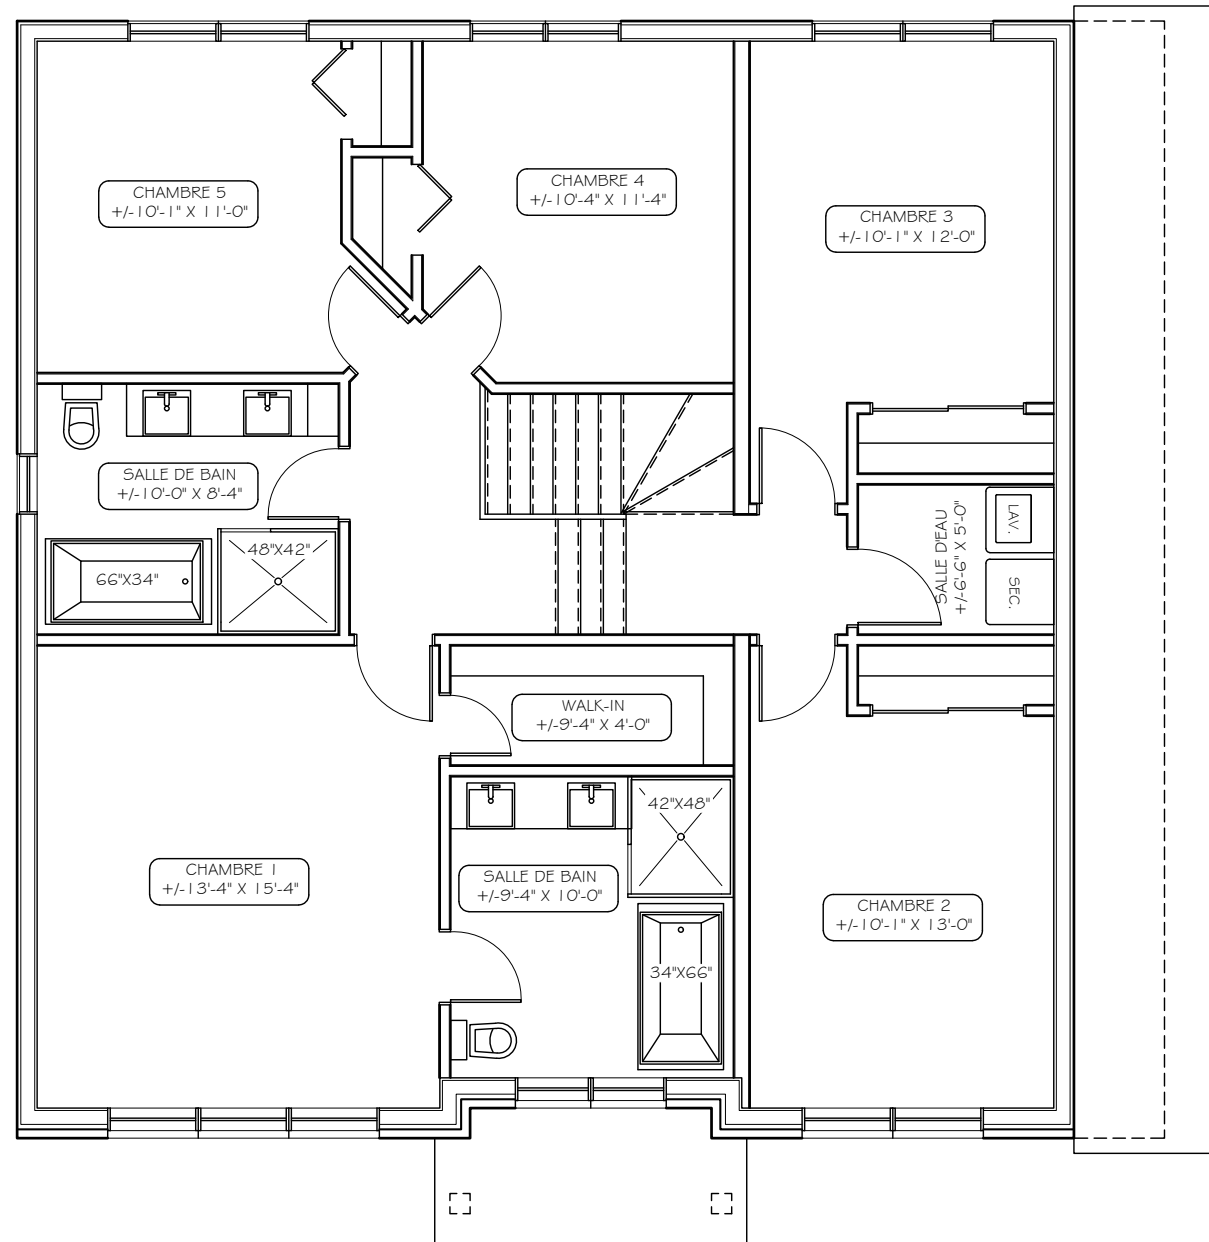 CHAMBRE 5
+/-10'-1" X 11'-0"
CHAMBRE 4
+/-10'-4" X 11'-4"
CHAMBRE 3
+/-10'-1" X 12'-0"
SALLE DE BAIN
+/-10'-0" X 8'-4"
48"X42"
66"X34"
SALLE D'EAU
+/-6'-6" X 5'-0"
LAV.
SEC.
WALK-IN
+/-9'-4" X 4'-0"
42"X48"
CHAMBRE 1
+/-13'-4" X 15'-4"
SALLE DE BAIN
+/-9'-4" X 10'-0"
CHAMBRE 2
+/-10'-1" X 13'-0"
34"X66"